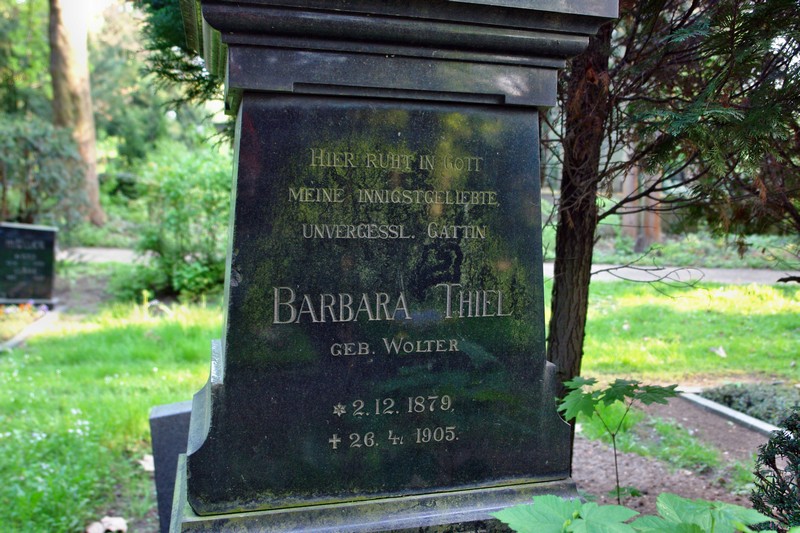 HIER RUHT IN GOTT
MEINE INNIGSTGELIEBTE,
UNVERGESSL. GATTIN
BARBARA THIEL
GEB. WOLTER
* 2. 12. 1879,
✝ 26. 4. 1905.